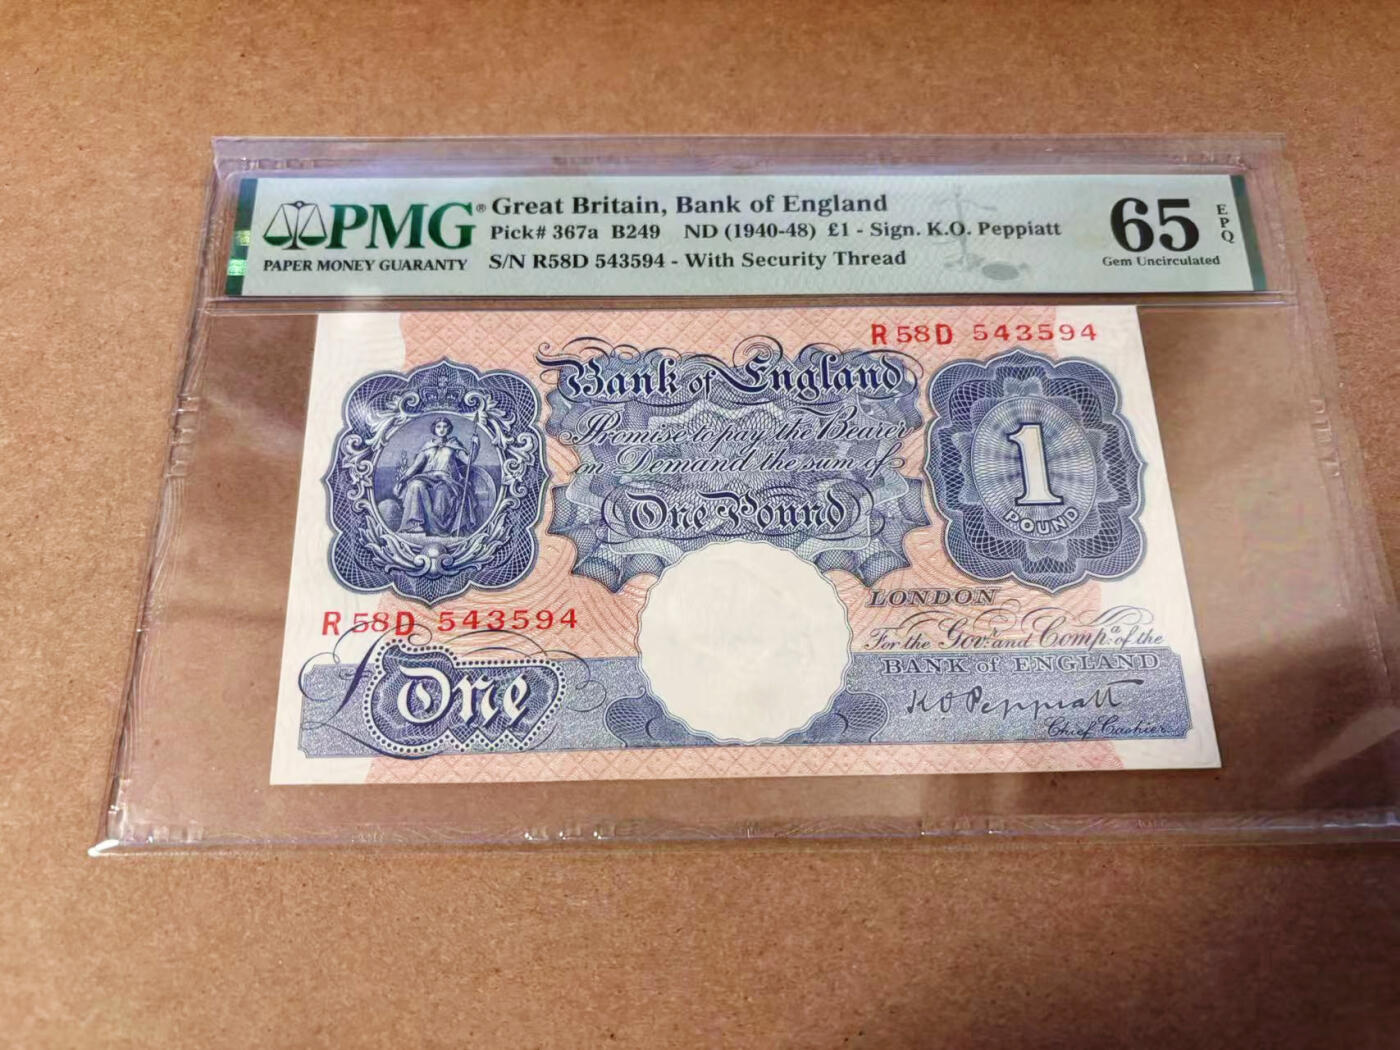 PMG®
PAPER MONEY GUARANTY
Great Britain, Bank of England
Pick# 367a B249 ND (1940-48) £1 - Sign. K.O. Peppiatt
S/N R58D 543594 - With Security Thread
65
EPQ
Gem Uncirculated
R58D 543594
Bank of England
Promise to pay the Bearer
on Demand the sum of
One Pound
1
POUND
LONDON
For the Govr. and Compa. of the
BANK of ENGLAND
K O Peppiatt
Chief Cashier
R58D 543594
£ One